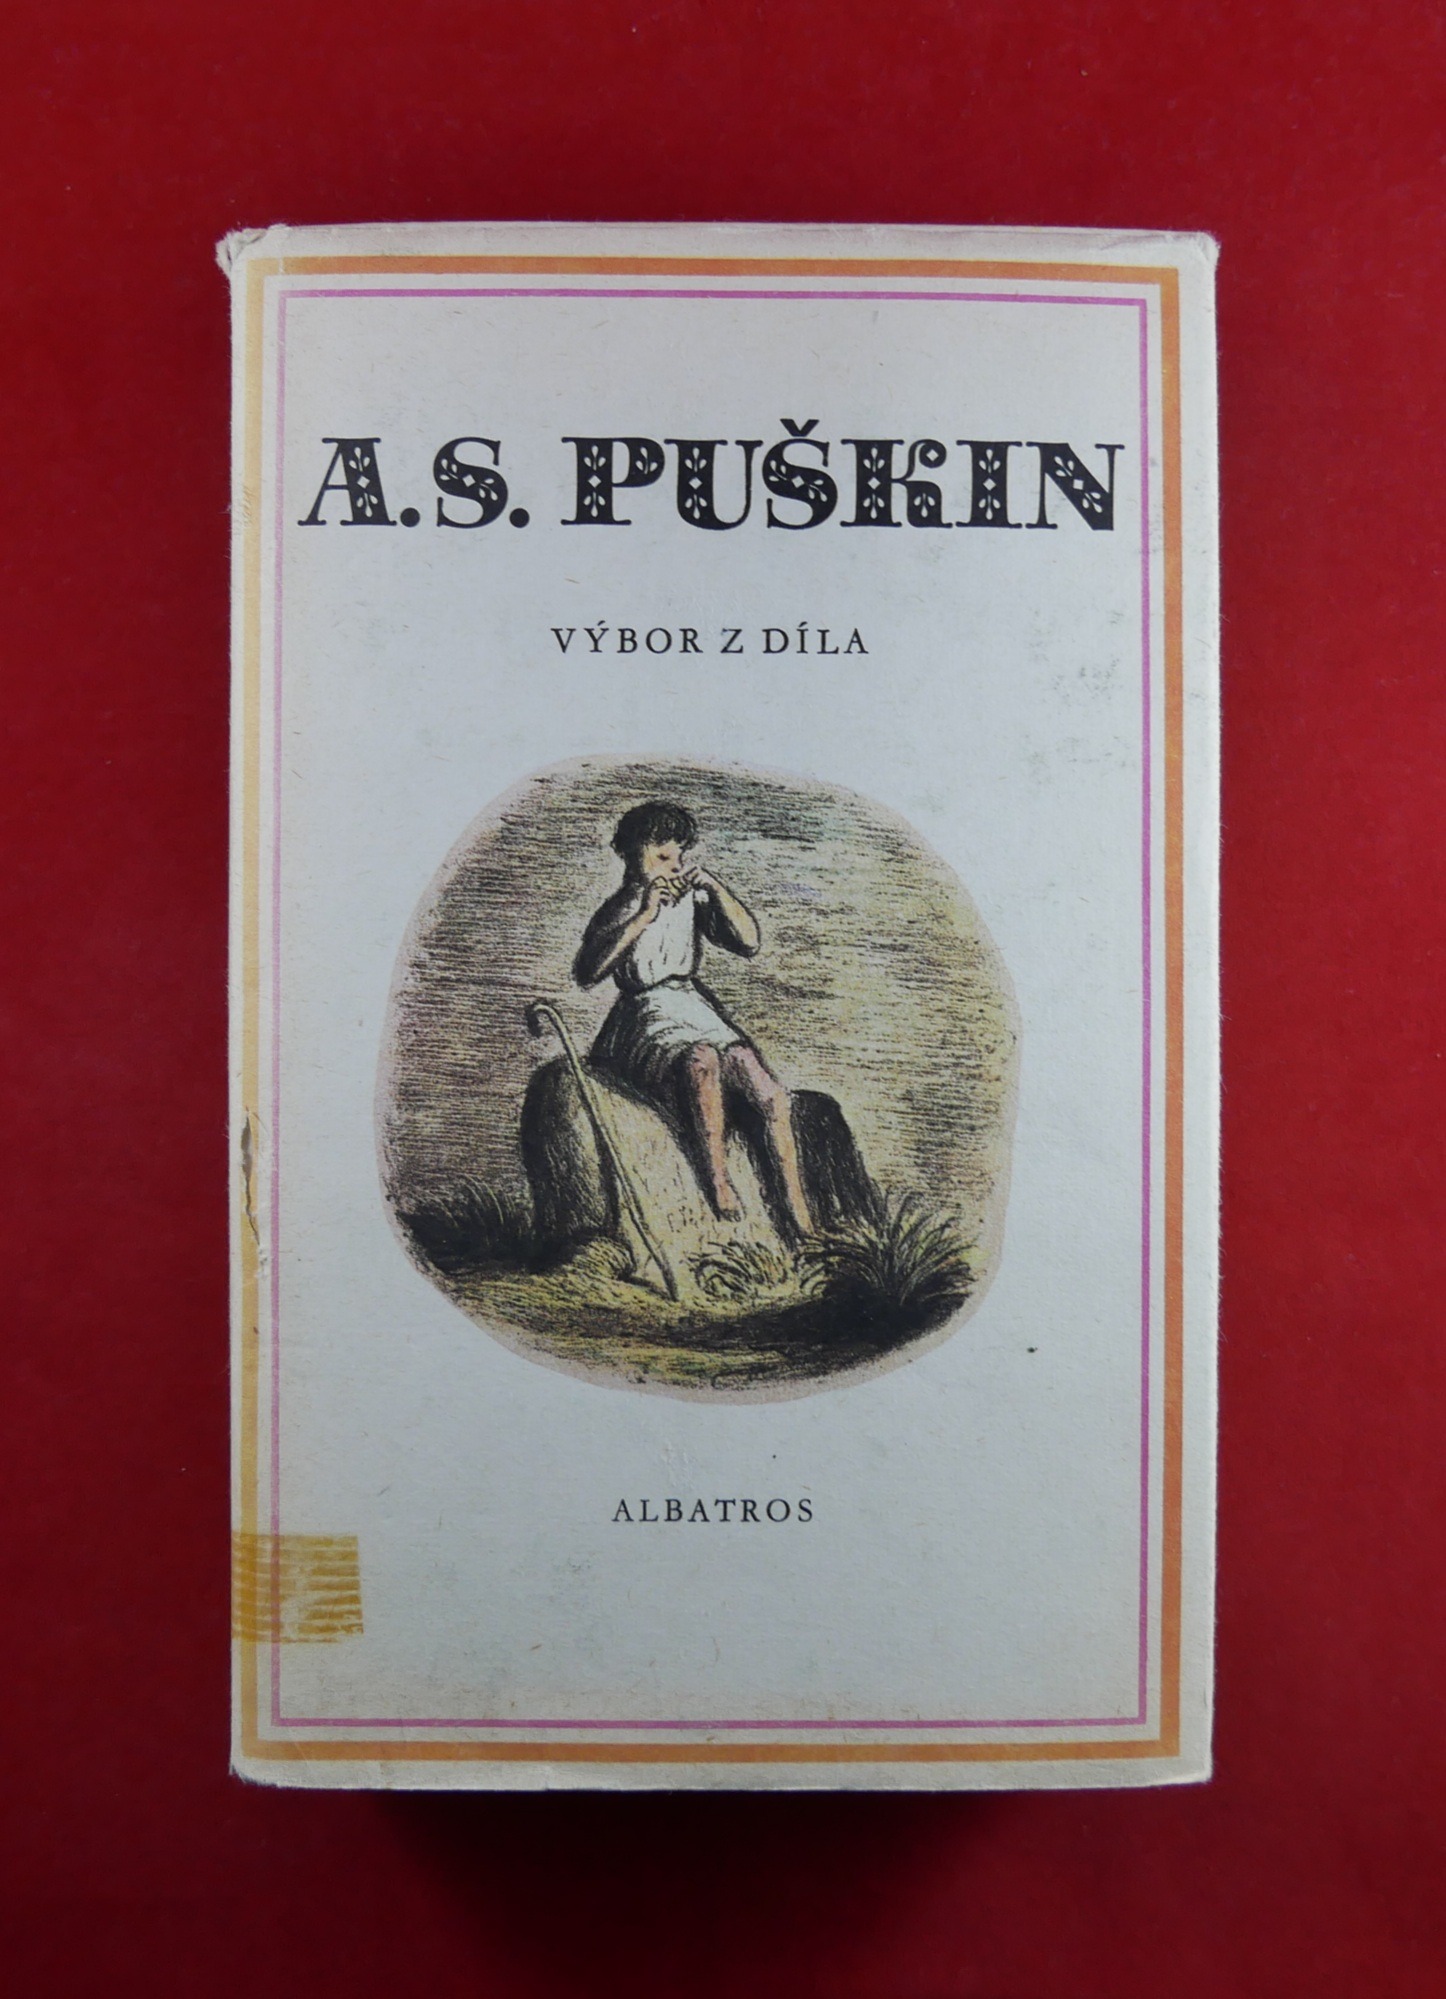 A.S. PUŠKIN
VÝBOR Z DÍLA
ALBATROS